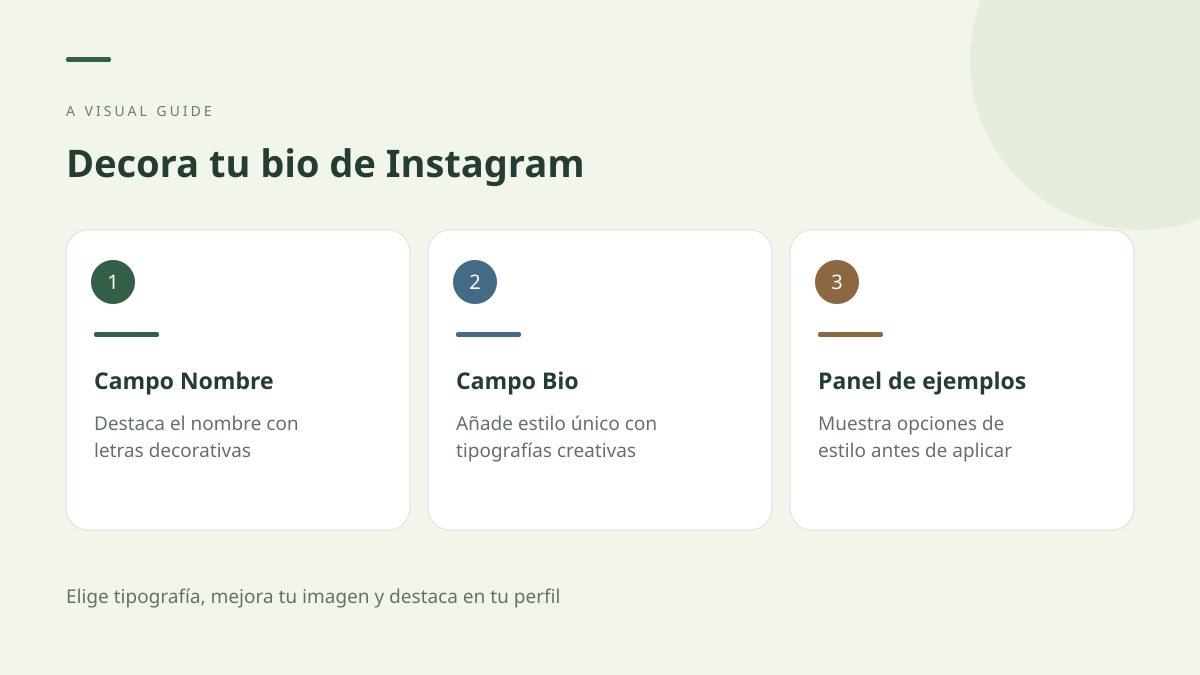 A VISUAL GUIDE
Decora tu bio de Instagram
1
Campo Nombre
Destaca el nombre con
letras decorativas
2
Campo Bio
Añade estilo único con
tipografías creativas
3
Panel de ejemplos
Muestra opciones de
estilo antes de aplicar
Elige tipografía, mejora tu imagen y destaca en tu perfil